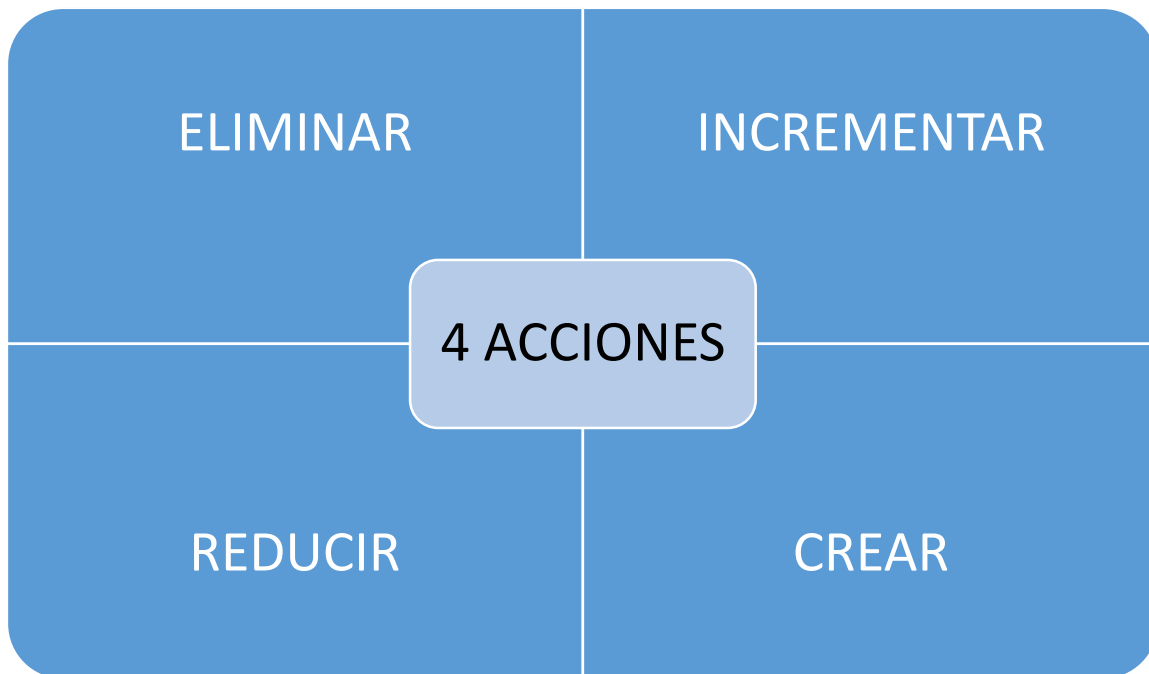 ELIMINAR
INCREMENTAR
4 ACCIONES
REDUCIR
CREAR